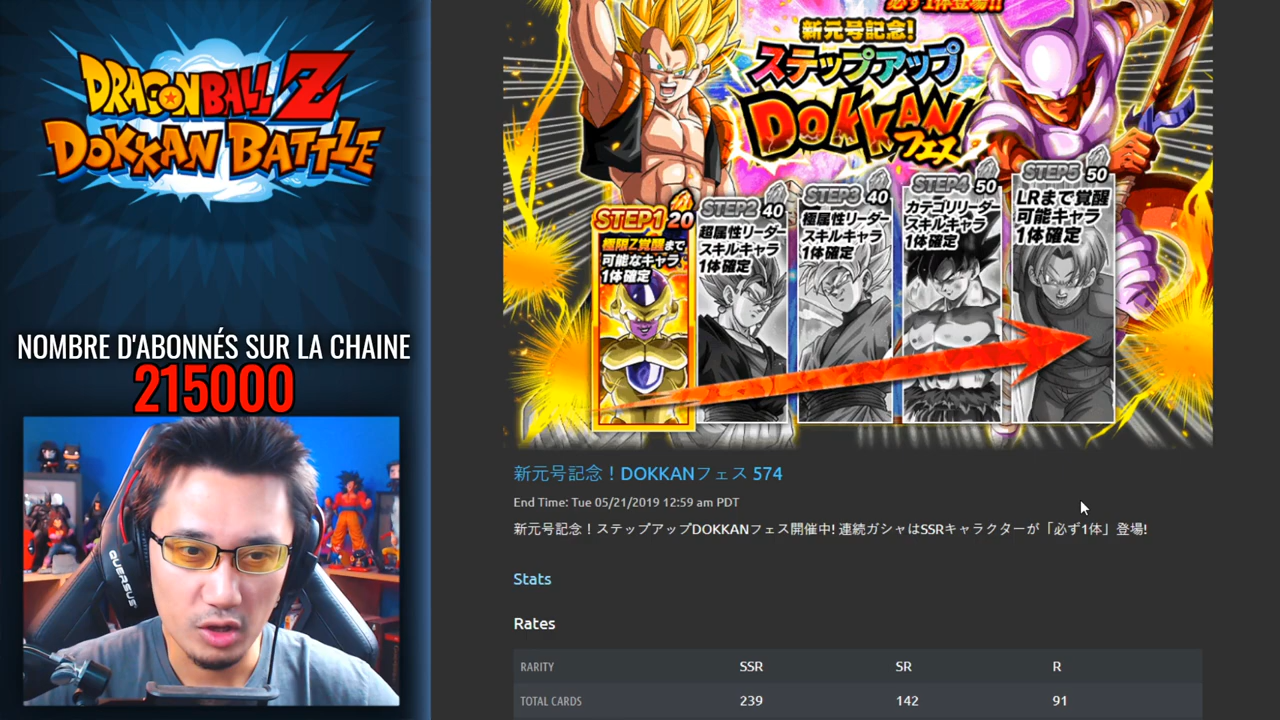 DRAGONBALL Z
DOKKAN BATTLE
NOMBRE D'ABONNÉS SUR LA CHAINE
215000
QUERSUS
必ず1体登場!!
新元号記念!
ステップアップ
DOKKAN
フェス
STEP1 20
極限Z覚醒まで
可能なキャラ
1体確定
STEP2 40
超属性リーダー
スキルキャラ
1体確定
STEP3 40
極属性リーダー
スキルキャラ
1体確定
STEP4 50
カテゴリリーダー
スキルキャラ
1体確定
STEP5 50
LRまで覚醒
可能キャラ
1体確定
新元号記念！DOKKANフェス 574
End Time: Tue 05/21/2019 12:59 am PDT
新元号記念！ステップアップDOKKANフェス開催中! 連続ガシャはSSRキャラクターが「必ず1体」登場!
Stats
Rates
RARITY SSR SR R
TOTAL CARDS 239 142 91